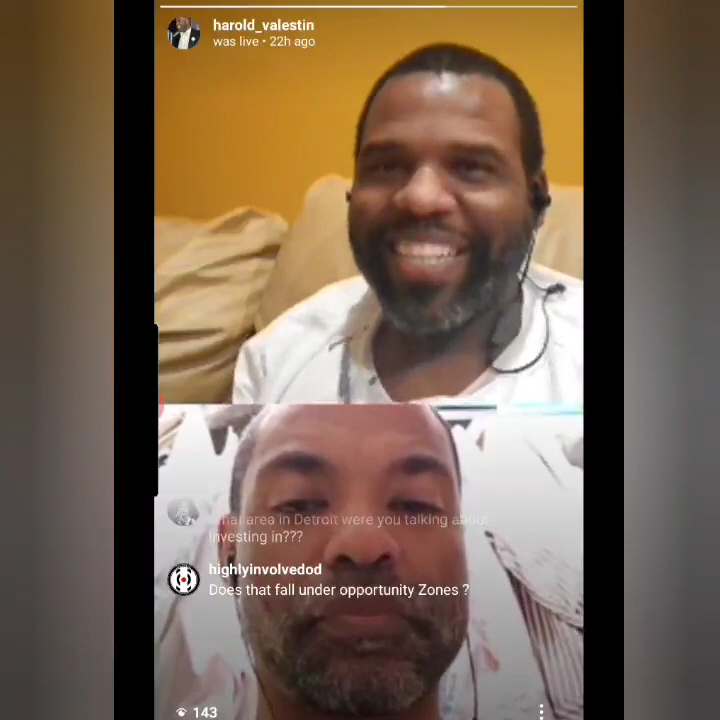 harold_valestin
was live • 22h ago
area in Detroit were you talking about
investing in???
highlyinvolvedod
Does that fall under opportunity Zones ?
143